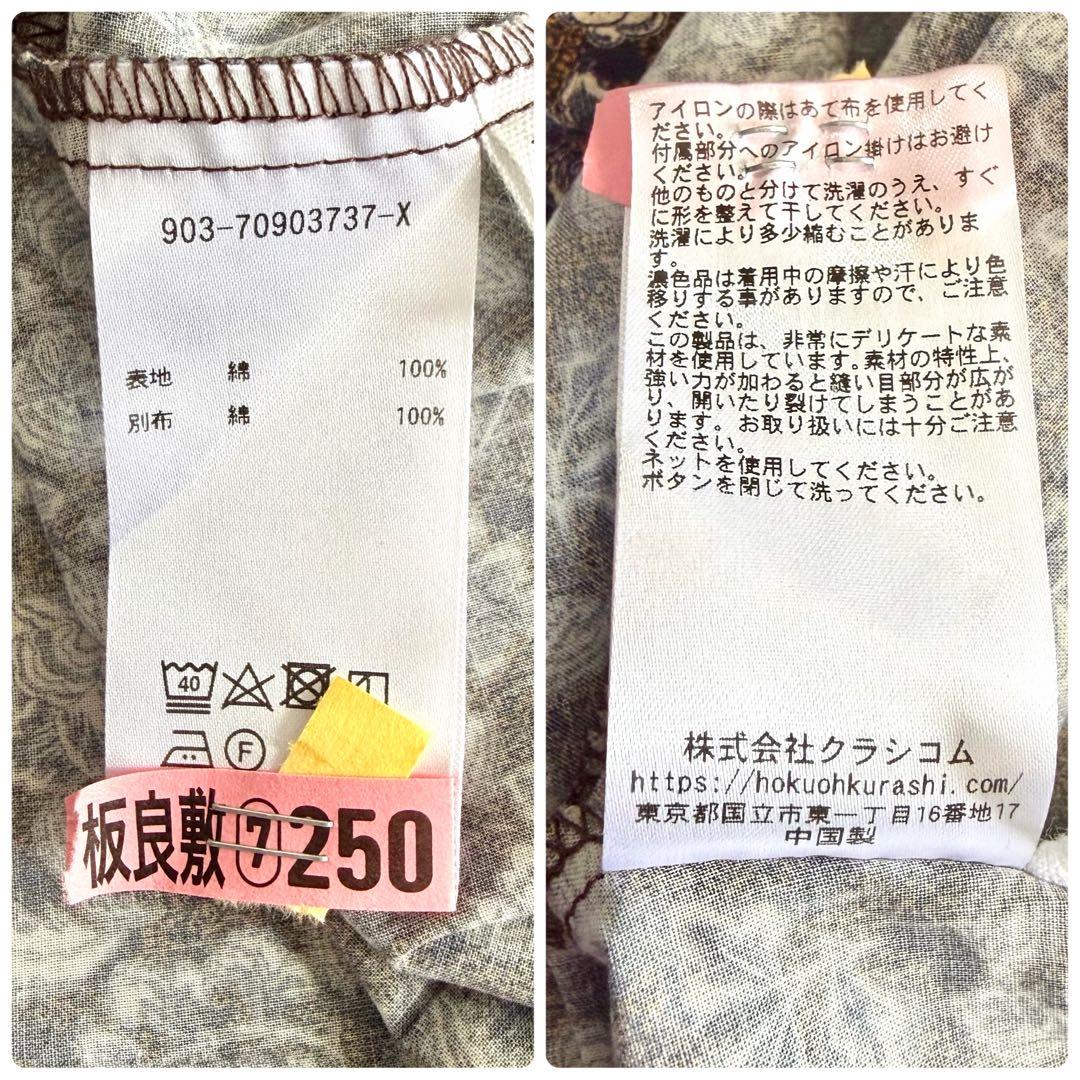 903-70903737-X
表地 綿 100%
別布 綿 100%
40
F
板良敷⑦250
アイロンの際はあて布を使用してく
ださい。
付属部分へのアイロン掛けはお避け
ください。
他のものと分けて洗濯のうえ、すぐ
に形を整えて干してください。
洗濯により多少縮むことがありま
す。
濃色品は着用中の摩擦や汗により色
移りする事がありますので、ご注意
ください。
この製品は、非常にデリケートな素
材を使用しています。素材の特性上、
強い力が加わると縫い目部分が広が
り、開いたり裂けてしまうことがあ
ります。お取り扱いには十分ご注意
ください。
ネットを使用してください。
ボタンを閉じて洗ってください。
株式会社クラシコム
https://hokuohkurashi.com/
東京都国立市東一丁目16番地17
中国製